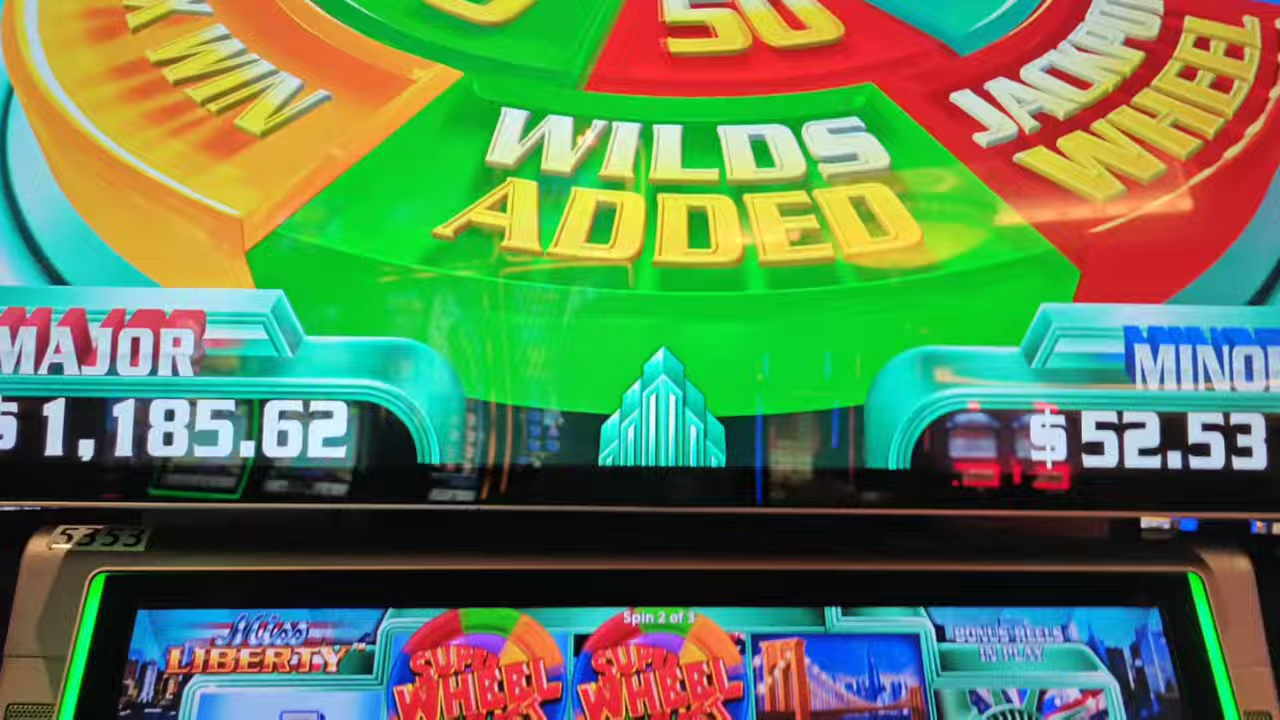 WIN
50
JACKPOT
WHEEL
WILDS
ADDED
MAJOR
$1,185.62
MINOR
$52.53
5353
Spin 2 of 3
Miss
LIBERTY
SUPER
WHEEL
SUPER
WHEEL
BONUS REELS
IN PLAY